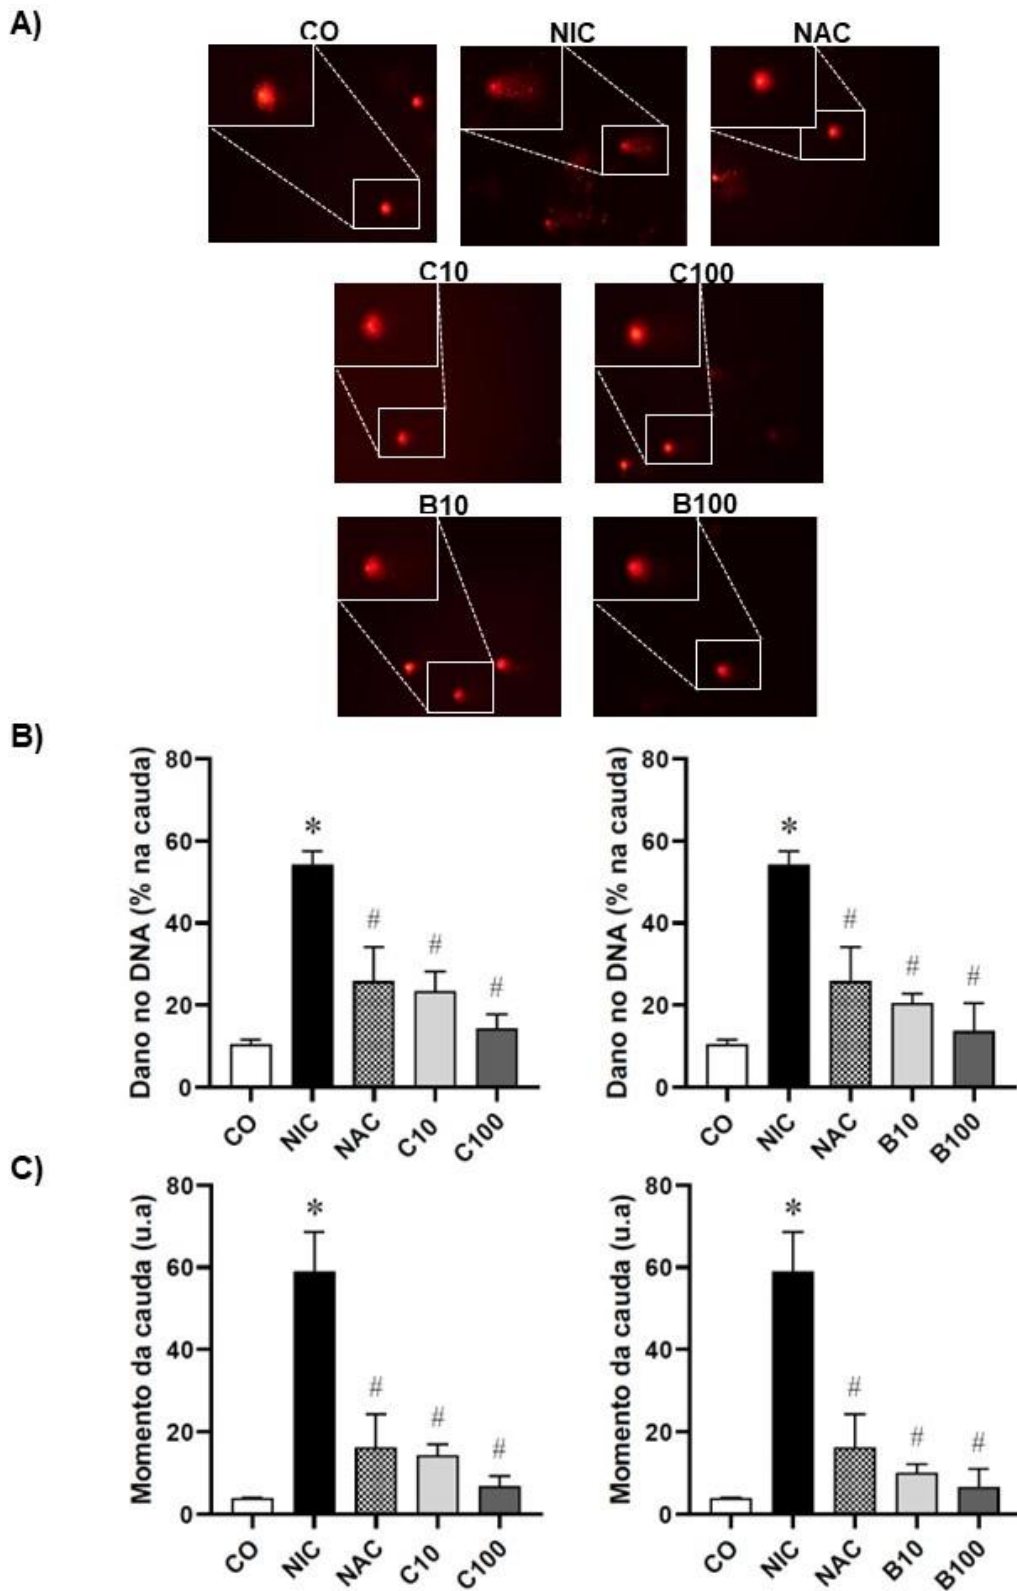 A)
CO NIC NAC
C10 C100
B10 B100
B)
Dano no DNA (% na cauda)
80
60
40
20
0
*
#
#
#
CO NIC NAC C10 C100
Dano no DNA (% na cauda)
80
60
40
20
0
*
#
#
#
CO NIC NAC B10 B100
C)
Momento da cauda (u.a)
80
60
40
20
0
*
#
#
#
CO NIC NAC C10 C100
Momento da cauda (u.a)
80
60
40
20
0
*
#
#
#
CO NIC NAC B10 B100